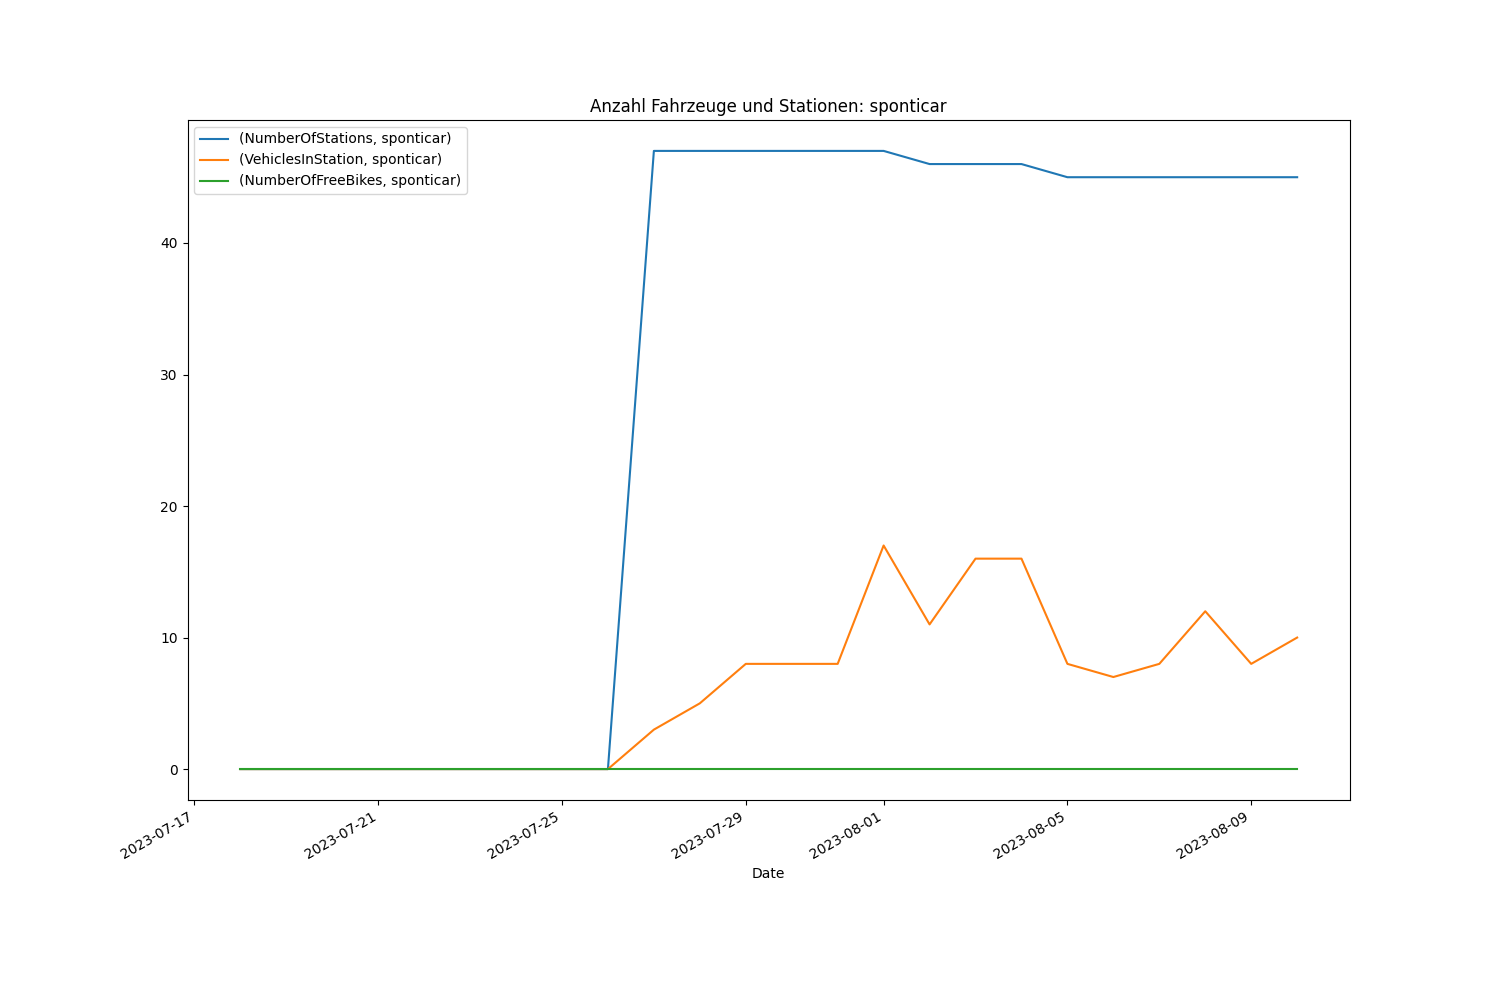 Anzahl Fahrzeuge und Stationen: sponticar
(NumberOfStations, sponticar)
(VehiclesInStation, sponticar)
(NumberOfFreeBikes, sponticar)
40
30
20
10
0
2023-07-17
2023-07-21
2023-07-25
2023-07-29
2023-08-01
2023-08-05
2023-08-09
Date